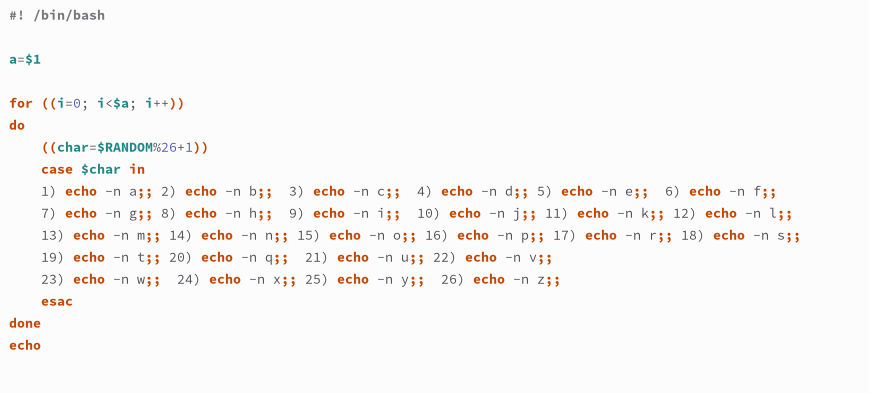 #! /bin/bash
a=$1
for ((i=0; i<$a; i++))
do
    ((char=$RANDOM%26+1))
    case $char in
    1) echo -n a;; 2) echo -n b;;  3) echo -n c;;  4) echo -n d;; 5) echo -n e;;  6) echo -n f;;
    7) echo -n g;; 8) echo -n h;;  9) echo -n i;;  10) echo -n j;; 11) echo -n k;; 12) echo -n l;;
    13) echo -n m;; 14) echo -n n;; 15) echo -n o;; 16) echo -n p;; 17) echo -n r;; 18) echo -n s;;
    19) echo -n t;; 20) echo -n q;;  21) echo -n u;; 22) echo -n v;;
    23) echo -n w;;  24) echo -n x;; 25) echo -n y;;  26) echo -n z;;
    esac
done
echo